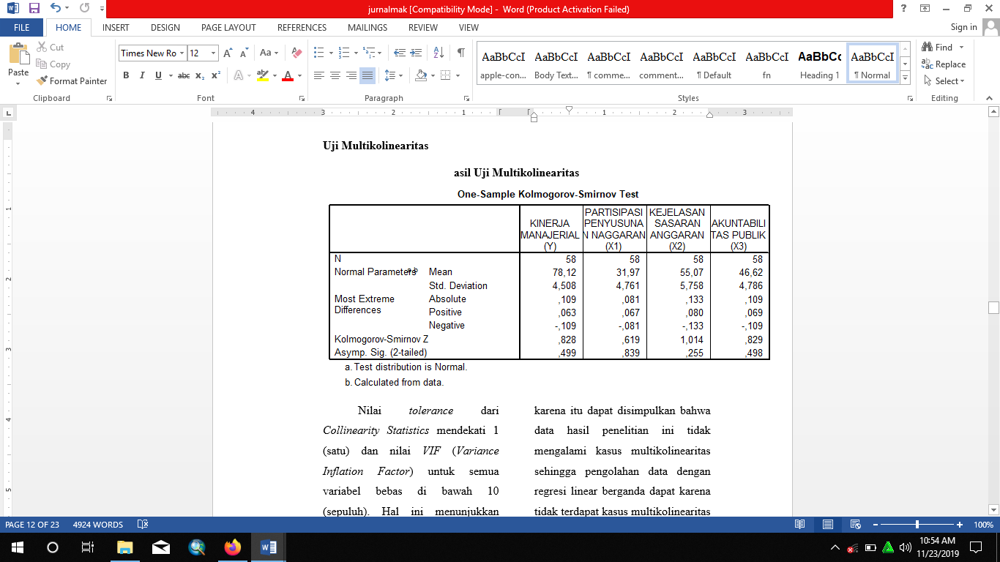 jurnalmak [Compatibility Mode] - Word (Product Activation Failed)
FILE HOME INSERT DESIGN PAGE LAYOUT REFERENCES MAILINGS REVIEW VIEW Sign in
Paste
Cut
Copy
Format Painter
Clipboard
Times New Ro 12
Font
Paragraph
AaBbCcI AaBbCcI AaBbCcI AaBbCcI AaBbCcI AaBbCcI AaBbCc AaBbCcI
apple-con... Body Text... ¶ comme... comment... ¶ Default fn Heading 1 ¶ Normal
Styles
Find
Replace
Select
Editing
4 3 2 1 1 2 3
Uji Multikolinearitas
asil Uji Multikolinearitas
One-Sample Kolmogorov-Smirnov Test
KINERJA MANAJERIAL (Y) PARTISIPASI PENYUSUNA N NAGGARAN (X1) KEJELASAN SASARAN ANGGARAN (X2) AKUNTABILI TAS PUBLIK (X3)
N 58 58 58 58
Normal Parameters a,b Mean 78,12 31,97 55,07 46,62
Std. Deviation 4,508 4,761 5,758 4,786
Most Extreme Differences Absolute ,109 ,081 ,133 ,109
Positive ,063 ,067 ,080 ,069
Negative -,109 -,081 -,133 -,109
Kolmogorov-Smirnov Z ,828 ,619 1,014 ,829
Asymp. Sig. (2-tailed) ,499 ,839 ,255 ,498
a. Test distribution is Normal.
b. Calculated from data.
Nilai tolerance dari
Collinearity Statistics mendekati 1
(satu) dan nilai VIF (Variance
Inflation Factor) untuk semua
variabel bebas di bawah 10
(sepuluh). Hal ini menunjukkan
karena itu dapat disimpulkan bahwa
data hasil penelitian ini tidak
mengalami kasus multikolinearitas
sehingga pengolahan data dengan
regresi linear berganda dapat karena
tidak terdapat kasus multikolinearitas
PAGE 12 OF 23 4924 WORDS 100%
10:54 AM
11/23/2019